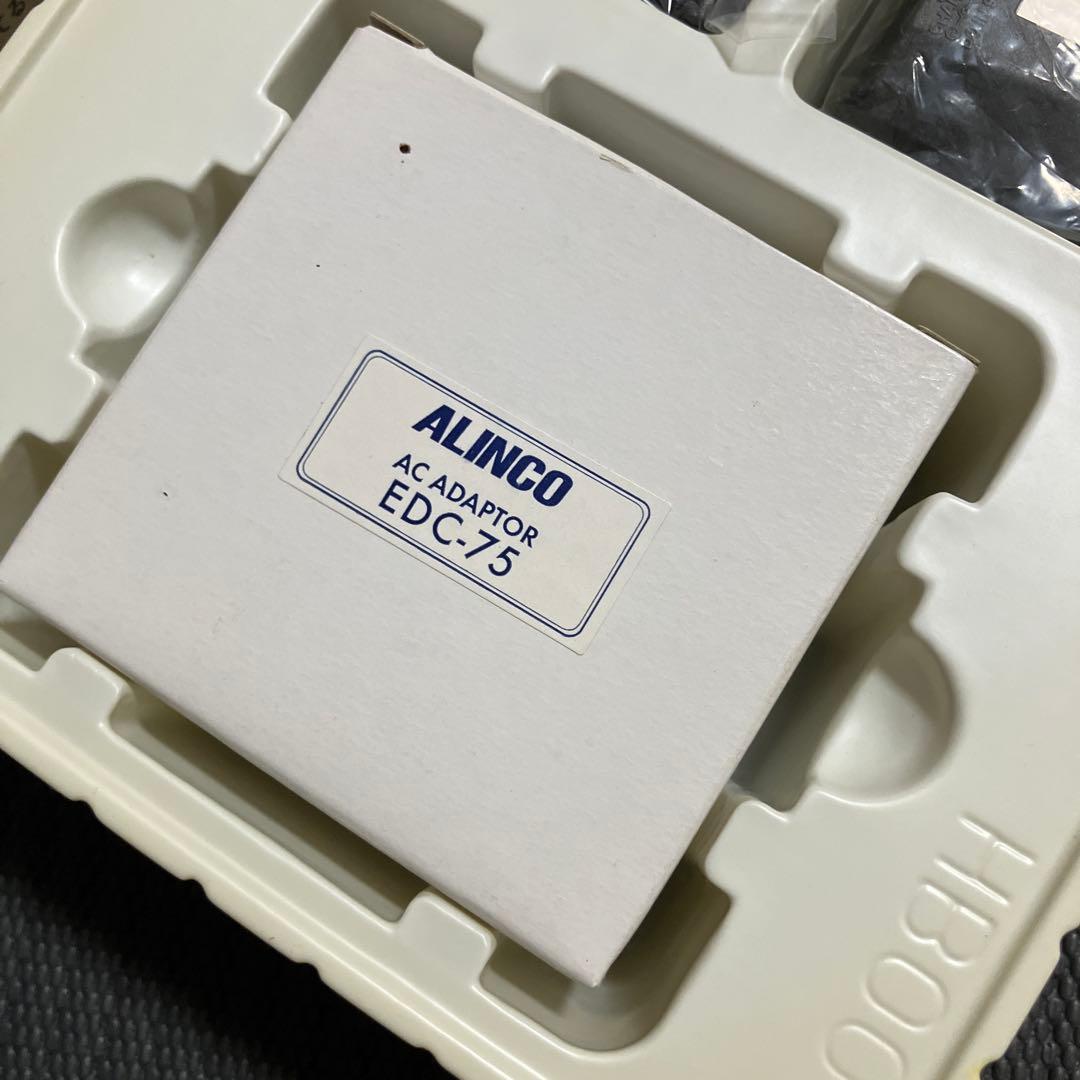 ALINCO
AC ADAPTOR
EDC-75
HB00